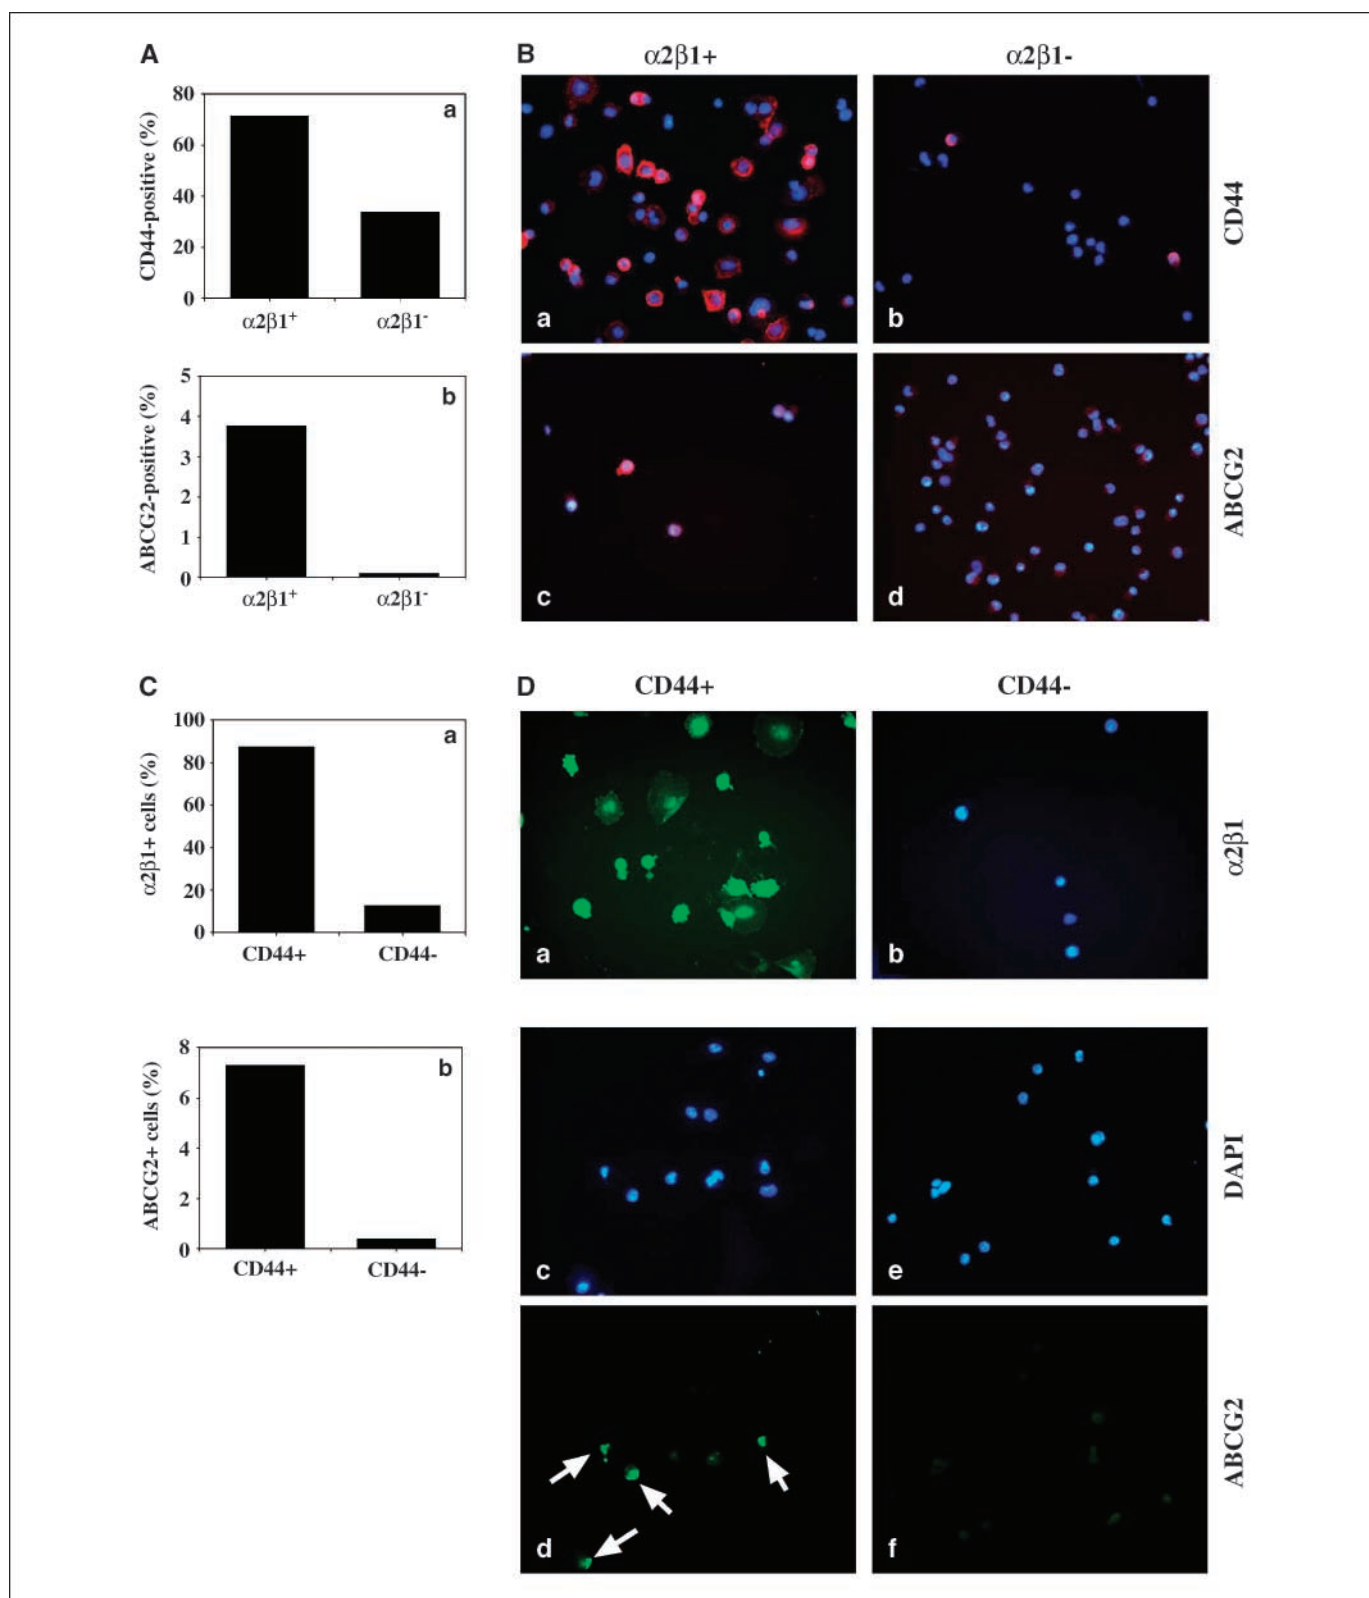 A
B
α2β1+
α2β1-
80
60
40
20
0
CD44-positive (%)
a
α2β1+
α2β1-
a
b
CD44
5
4
3
2
1
0
ABCG2-positive (%)
b
α2β1+
α2β1-
c
d
ABCG2
C
D
CD44+
CD44-
100
80
60
40
20
0
α2β1+ cells (%)
a
CD44+
CD44-
a
b
α2β1
8
6
4
2
0
ABCG2+ cells (%)
b
CD44+
CD44-
c
e
DAPI
d
f
ABCG2